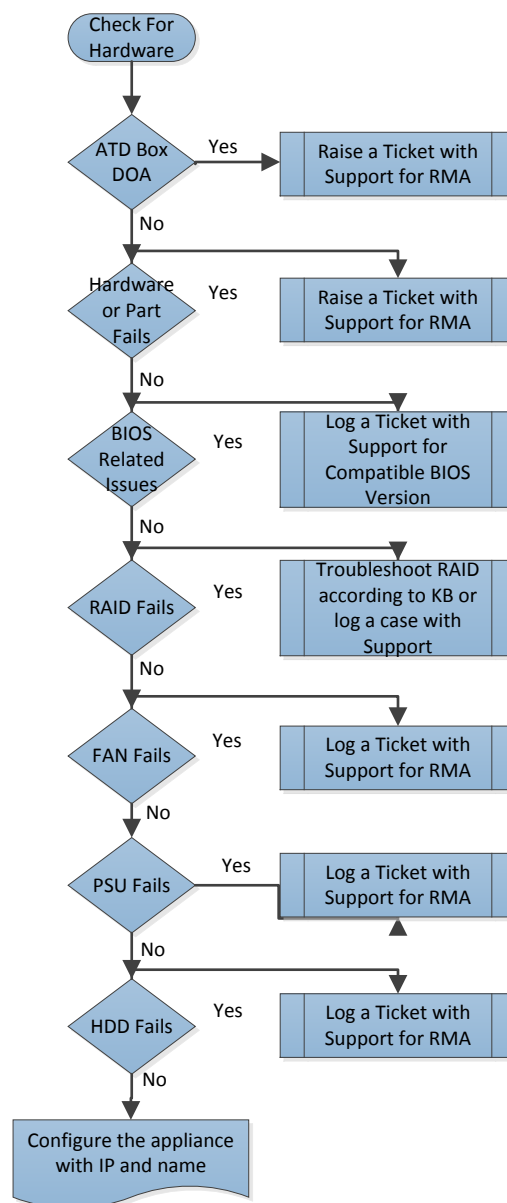 Check For
Hardware
ATD Box
DOA
Yes
Raise a Ticket with
Support for RMA
No
Hardware
or Part
Fails
Yes
Raise a Ticket with
Support for RMA
No
BIOS
Related
Issues
Yes
Log a Ticket with
Support for
Compatible BIOS
Version
No
RAID Fails
Yes
Troubleshoot RAID
according to KB or
log a case with
Support
No
FAN Fails
Yes
Log a Ticket with
Support for RMA
No
PSU Fails
Yes
Log a Ticket with
Support for RMA
No
HDD Fails
Yes
Log a Ticket with
Support for RMA
No
Configure the appliance
with IP and name